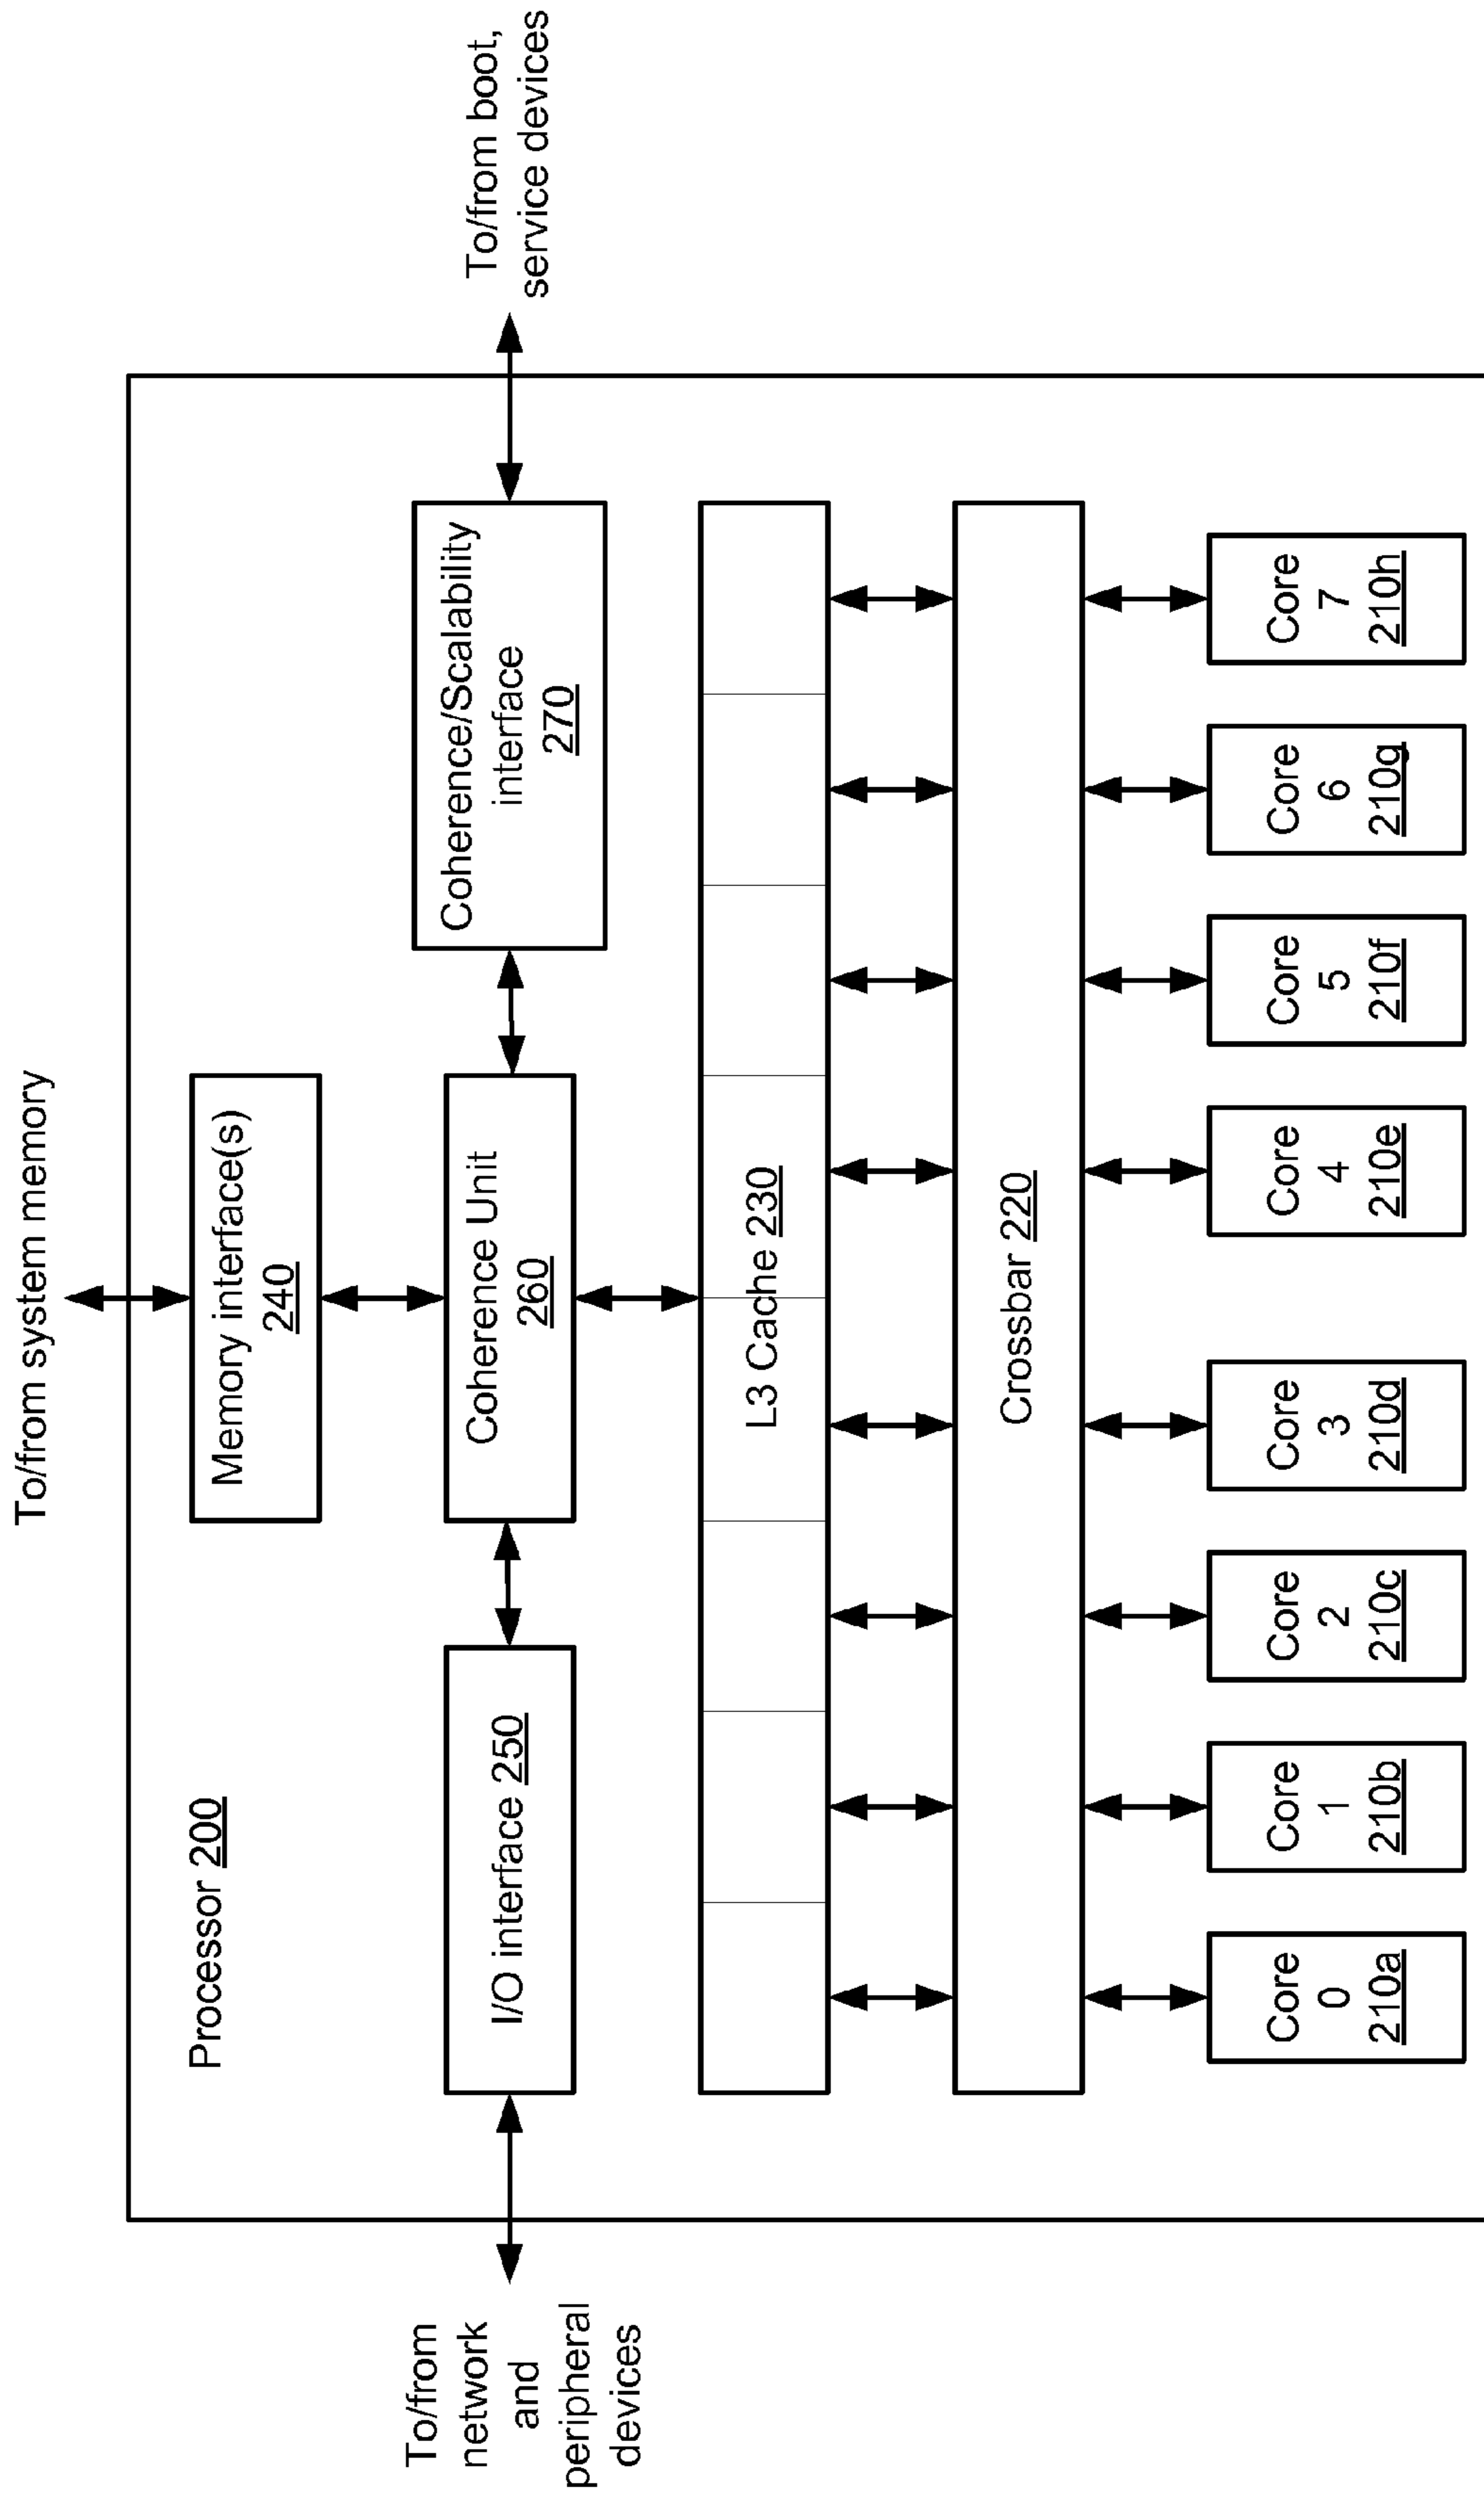 To/from system memory
Processor 200
Memory interface(s)
240
To/from
network
and
peripheral
devices
I/O interface 250
Coherence Unit
260
Coherence/Scalability
interface
270
To/from boot,
service devices
L3 Cache 230
Crossbar 220
Core
0
210a
Core
1
210b
Core
2
210c
Core
3
210d
Core
4
210e
Core
5
210f
Core
6
210g
Core
7
210h